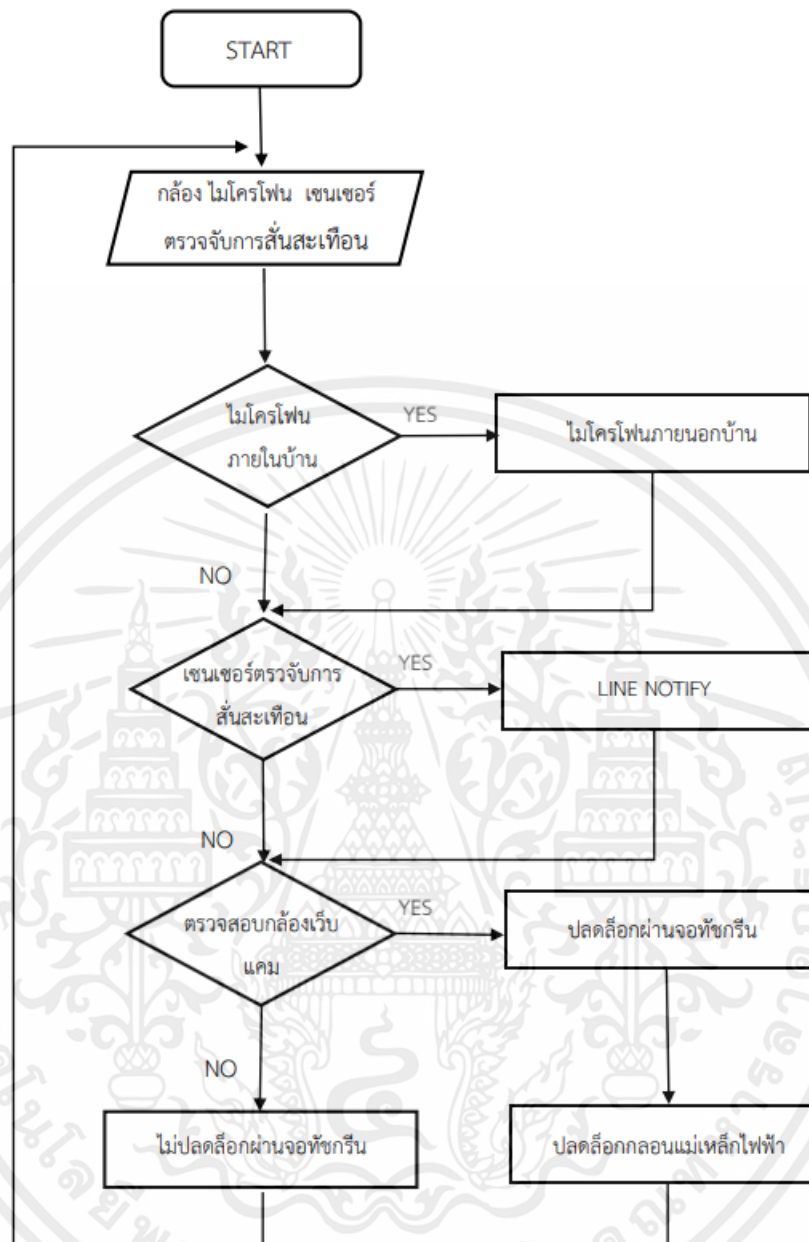 START
กล้อง ไมโครโฟน เซนเซอร์
ตรวจจับการสั่นสะเทือน
ไมโครโฟน
ภายในบ้าน
YES
ไมโครโฟนภายนอกบ้าน
NO
เซนเซอร์ตรวจับการ
สั่นสะเทือน
YES
LINE NOTIFY
NO
ตรวจสอบกล้องเว็บ
แคม
YES
ปลดล็อกผ่านจอทัชกรีน
NO
ไม่ปลดล็อกผ่านจอทัชกรีน
ปลดล็อกกลอนแม่เหล็กไฟฟ้า